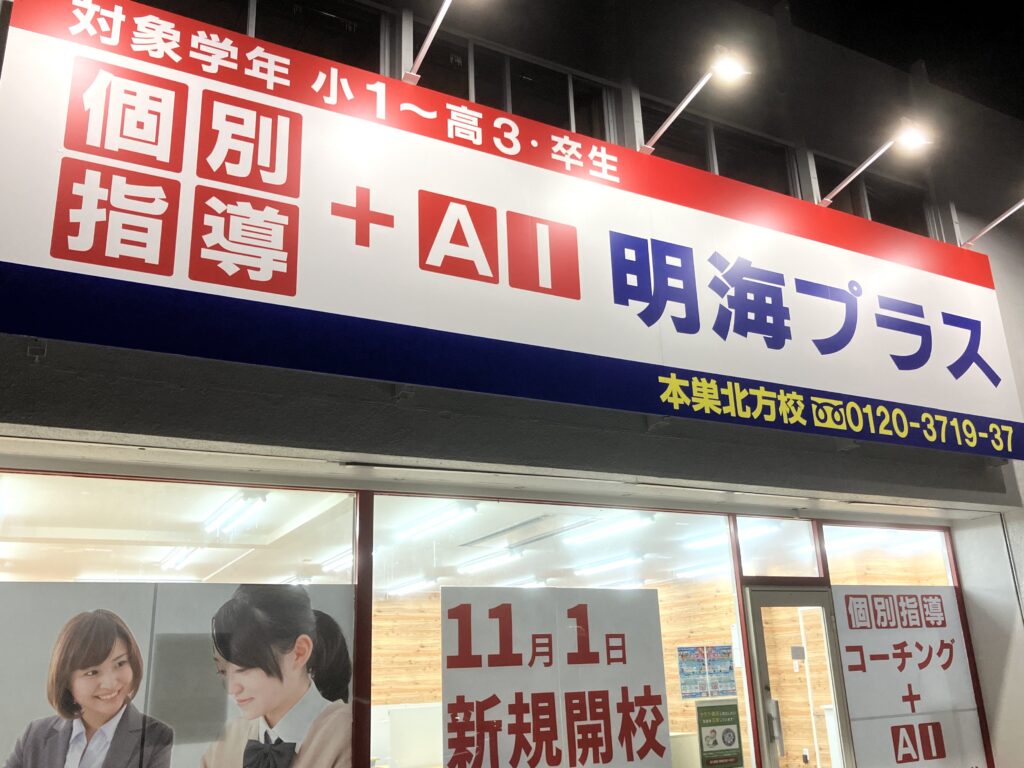 対象学年 小1～高3・卒生
個別
指導
+AI
明海プラス
本巣北方校 0120-3719-37
11月1日
新規開校
個別指導
コーチング
+
AI